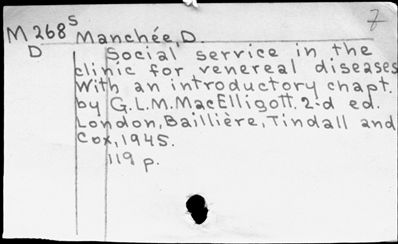 M268S Manchée, D. 7
D Social service in the
clinic for venereal diseases
With an introductory chapt.
by G.L.M.MacElligott. 2-d ed.
London, Baillière, Tindall and
Cox, 1945.
119 p.